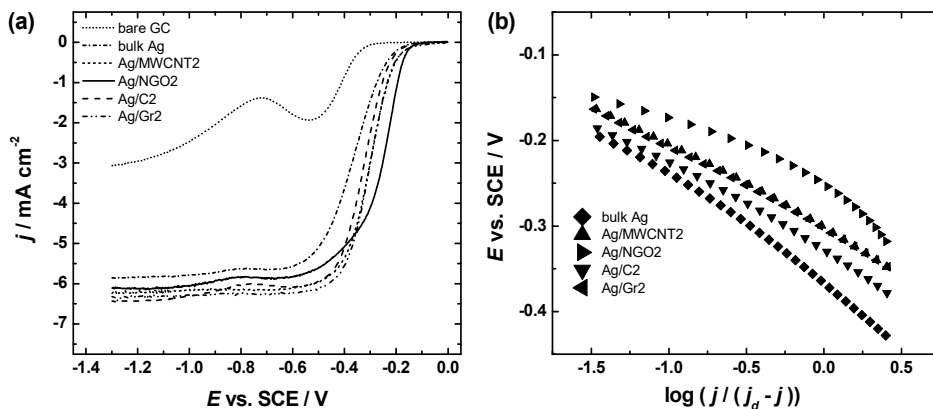 (a)
bare GC
bulk Ag
Ag/MWCNT2
Ag/NGO2
Ag/C2
Ag/Gr2
0
-1
-2
-3
-4
-5
-6
-7
j / mA cm-2
-1.4 -1.2 -1.0 -0.8 -0.6 -0.4 -0.2 0.0
E vs. SCE / V
(b)
-0.1
-0.2
-0.3
-0.4
E vs. SCE / V
bulk Ag
Ag/MWCNT2
Ag/NGO2
Ag/C2
Ag/Gr2
-1.5 -1.0 -0.5 0.0 0.5
log ( j / ( jd - j))